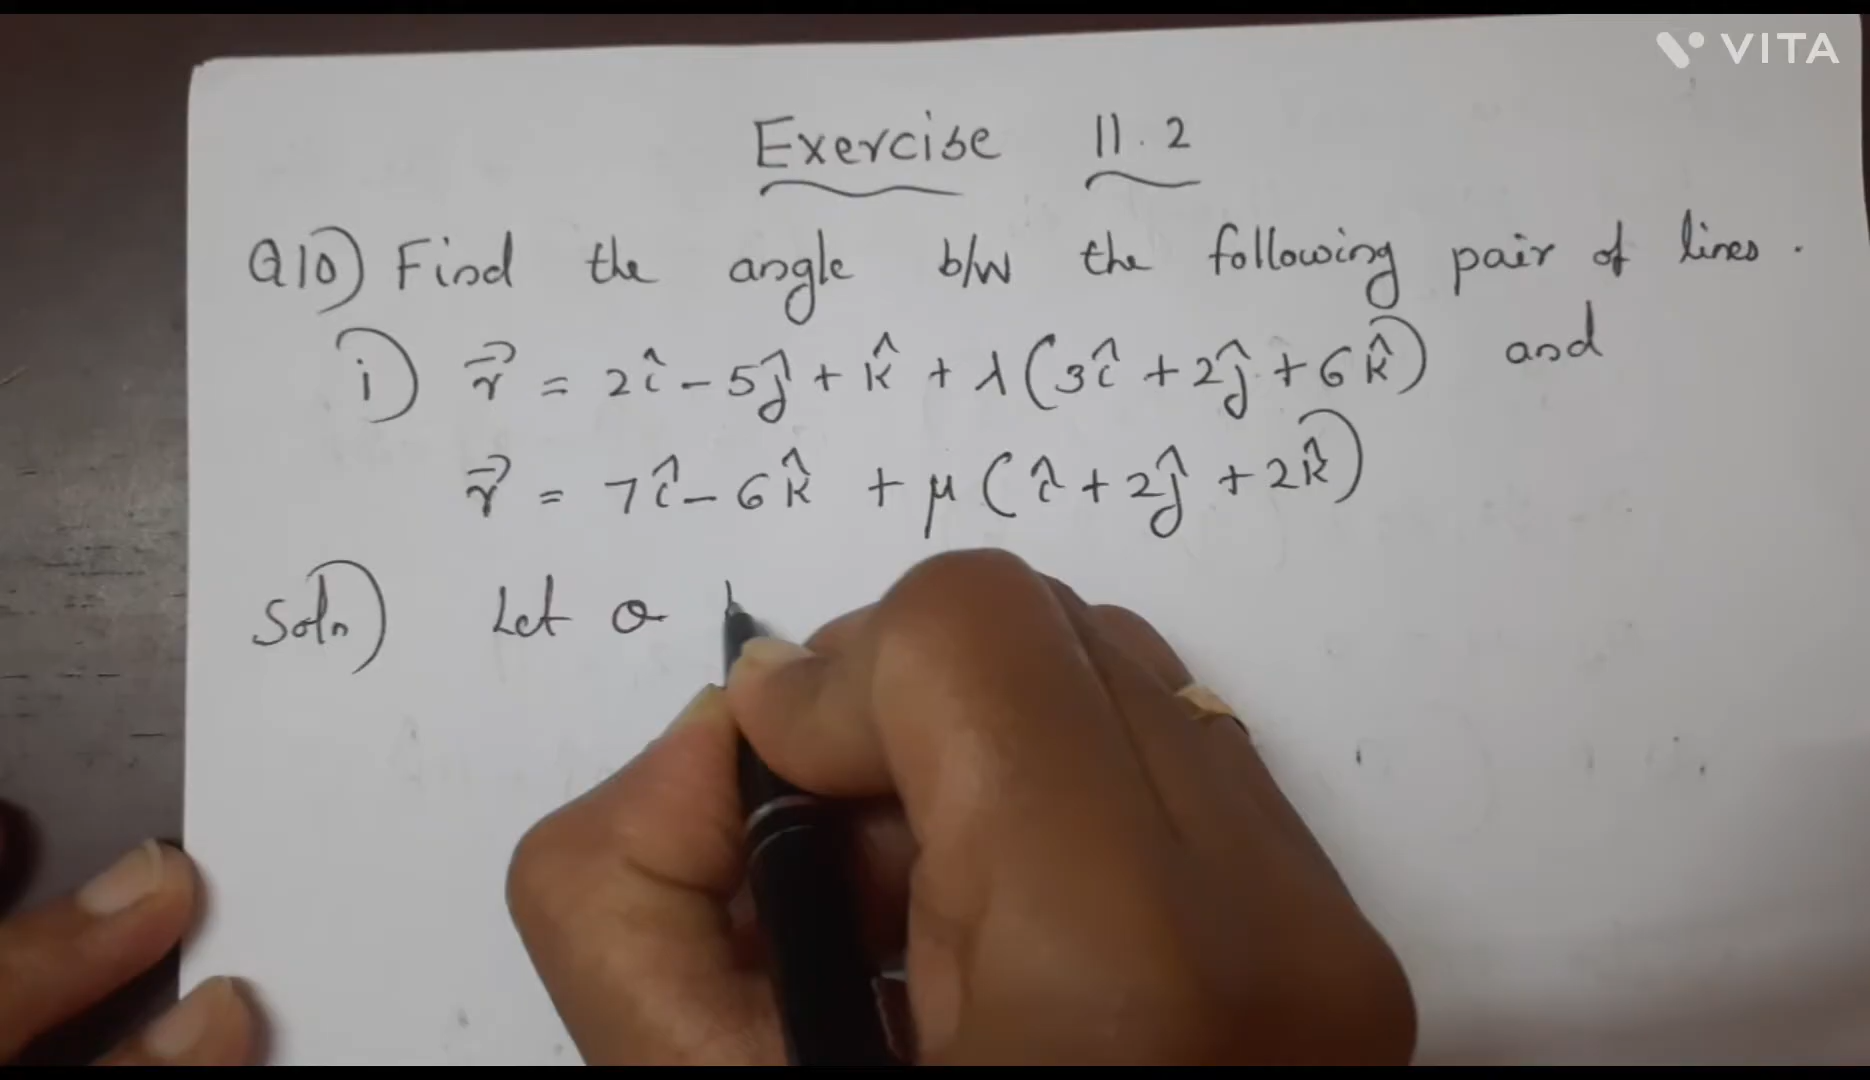 VITA
Exercise 11.2
Q10) Find the angle b/w the following pair of lines.
i) r⃗ = 2î - 5ĵ + k̂ + λ(3î + 2ĵ + 6k̂) and
r⃗ = 7î - 6k̂ + μ(î + 2ĵ + 2k̂)
Soln) Let θ